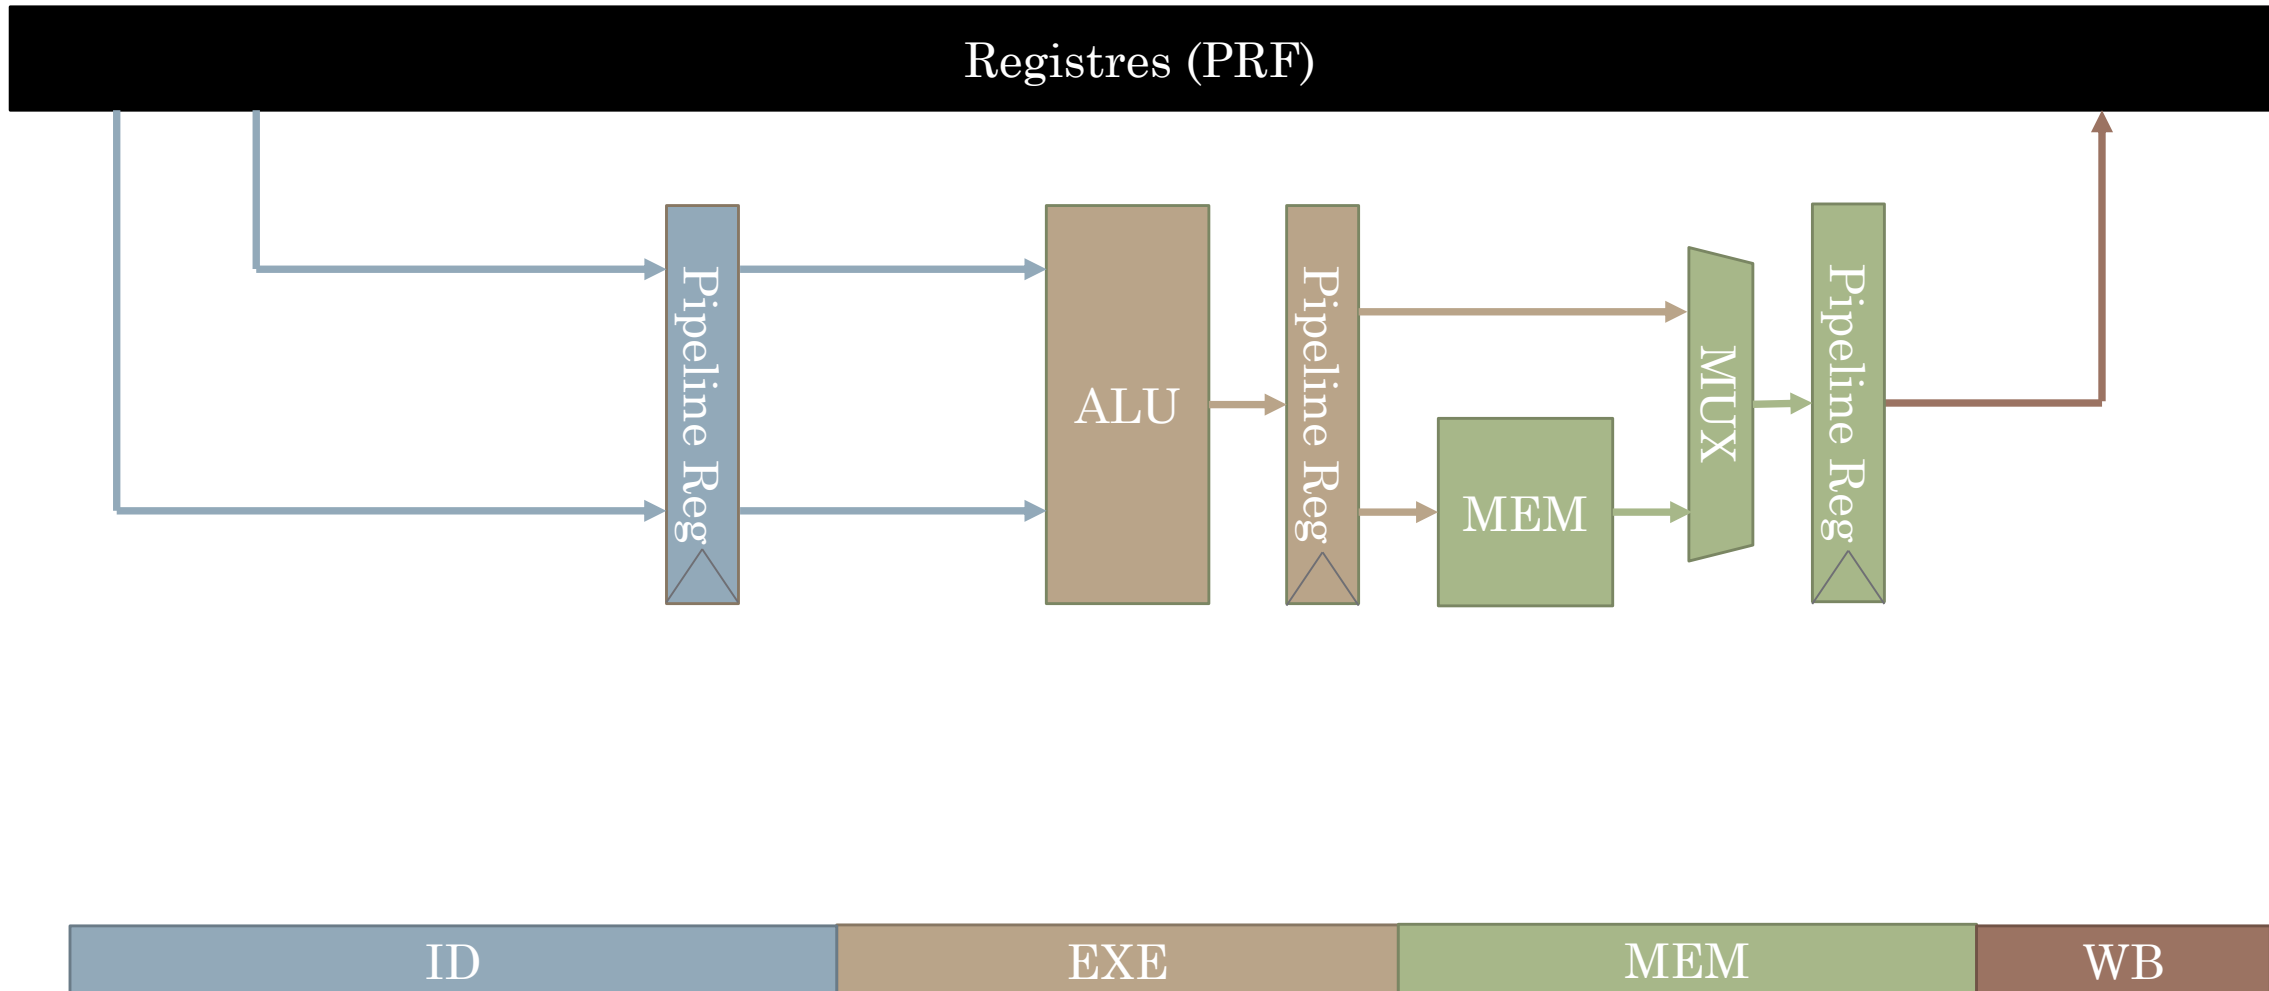 Registres (PRF)
Pipeline Reg
ALU
Pipeline Reg
MEM
MUX
Pipeline Reg
ID
EXE
MEM
WB